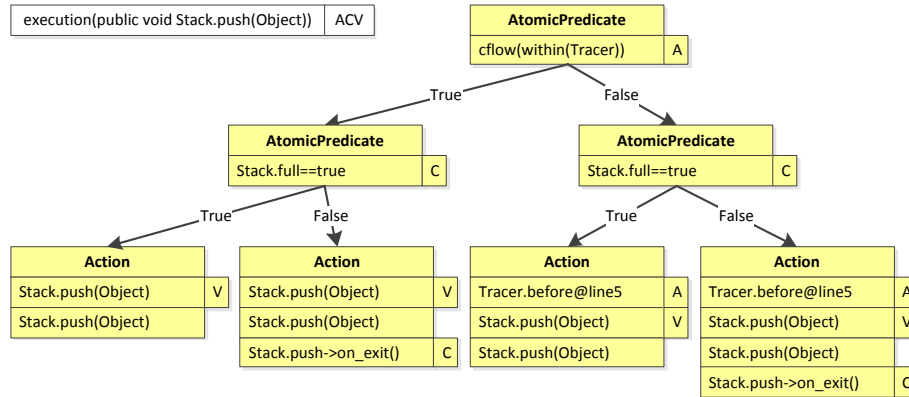 execution(public void Stack.push(Object)) ACV
AtomicPredicate
cflow(within(Tracer)) A
True False
AtomicPredicate AtomicPredicate
Stack.full==true C Stack.full==true C
True False True False
Action Action Action Action
Stack.push(Object) V Stack.push(Object) V Tracer.before@line5 A Tracer.before@line5 A
Stack.push(Object) Stack.push(Object) Stack.push(Object) V Stack.push(Object) V
Stack.push->on_exit() C Stack.push(Object) Stack.push(Object)
Stack.push->on_exit() C